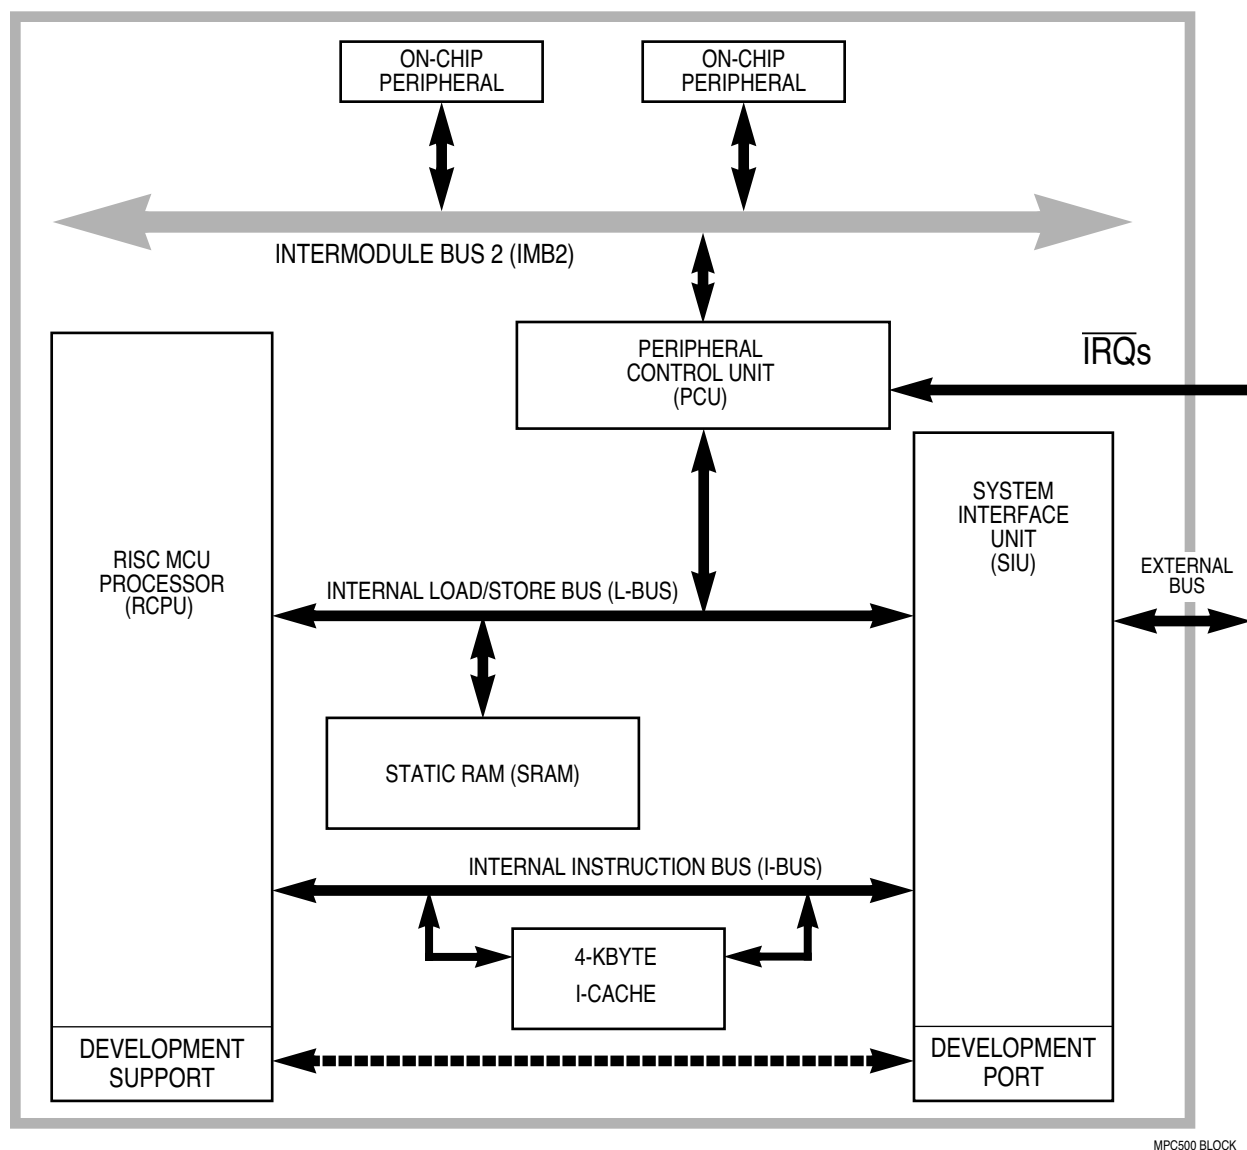 ON-CHIP
PERIPHERAL
ON-CHIP
PERIPHERAL
INTERMODULE BUS 2 (IMB2)
PERIPHERAL
CONTROL UNIT
(PCU)
IRQs
SYSTEM
INTERFACE
UNIT
(SIU)
RISC MCU
PROCESSOR
(RCPU)
EXTERNAL
BUS
INTERNAL LOAD/STORE BUS (L-BUS)
STATIC RAM (SRAM)
INTERNAL INSTRUCTION BUS (I-BUS)
4-KBYTE
I-CACHE
DEVELOPMENT
SUPPORT
DEVELOPMENT
PORT
MPC500 BLOCK